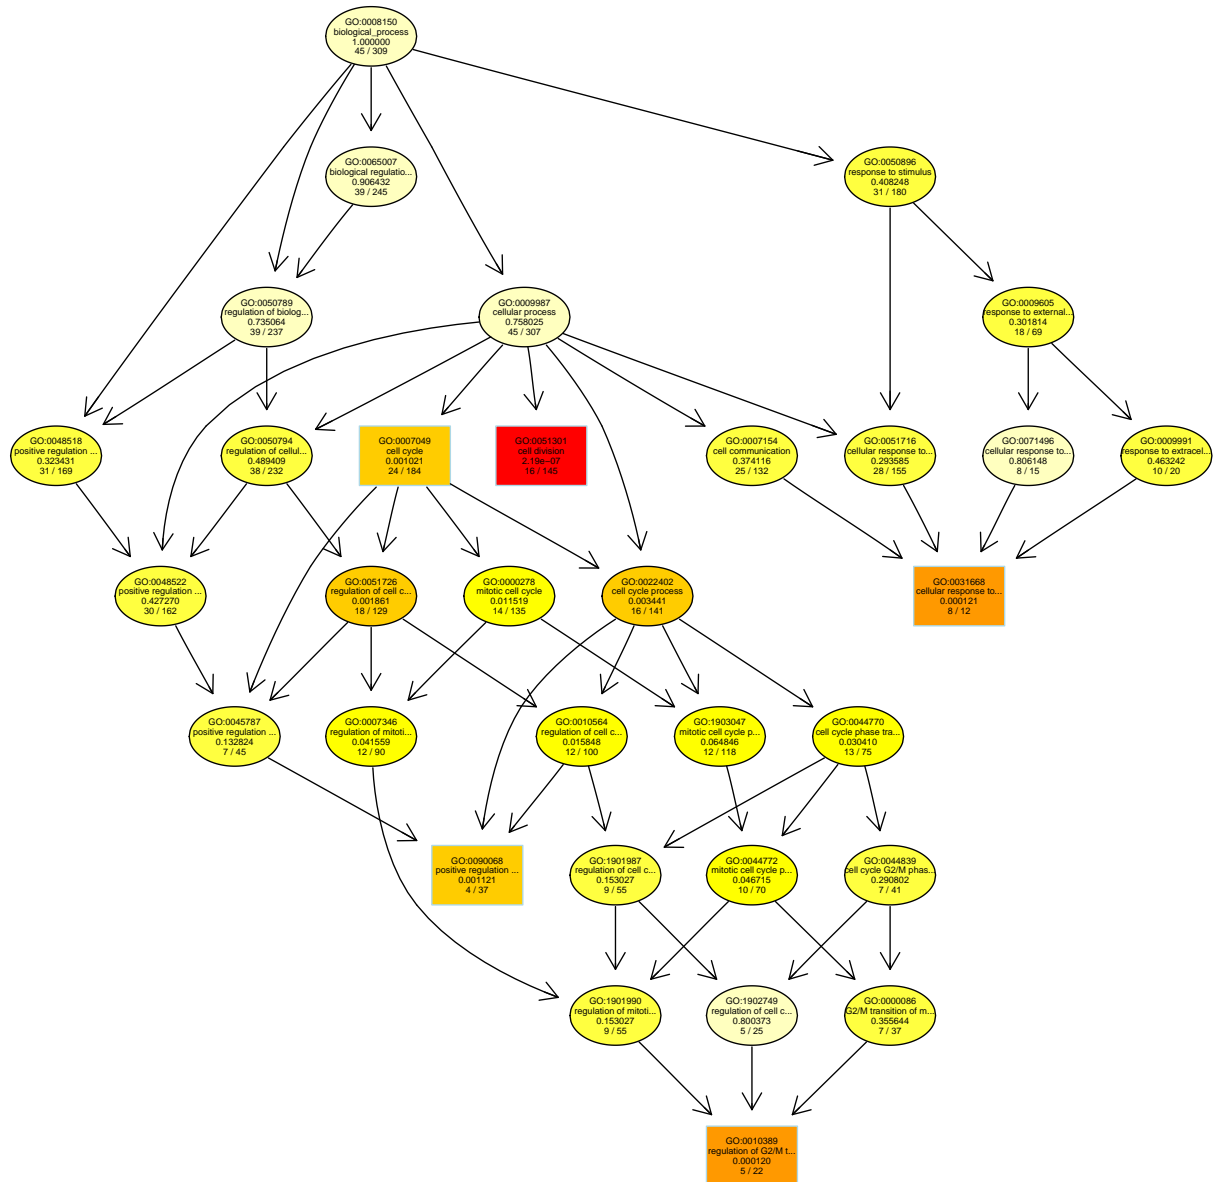 GO:0008150
biological_process
1.000000
45 / 309
GO:0065007
biological regulatio...
0.906432
39 / 245
GO:0050896
response to stimulus
0.408248
31 / 180
GO:0050789
regulation of biolog...
0.735064
39 / 237
GO:0009987
cellular process
0.758025
45 / 307
GO:0009605
response to external...
0.301814
18 / 69
GO:0048518
positive regulation ...
0.323431
31 / 169
GO:0050794
regulation of cellul...
0.489409
38 / 232
GO:0007049
cell cycle
0.001021
24 / 184
GO:0051301
cell division
2.19e-07
16 / 145
GO:0007154
cell communication
0.374116
25 / 132
GO:0051716
cellular response to...
0.293585
28 / 155
GO:0071496
cellular response to...
0.806148
8 / 15
GO:0009991
response to extracel...
0.463242
10 / 20
GO:0048522
positive regulation ...
0.427270
30 / 162
GO:0051726
regulation of cell c...
0.001861
18 / 129
GO:0000278
mitotic cell cycle
0.011519
14 / 135
GO:0022402
cell cycle process
0.003441
16 / 141
GO:0031668
cellular response to...
0.000121
8 / 12
GO:0045787
positive regulation ...
0.132824
7 / 45
GO:0007346
regulation of mitoti...
0.041559
12 / 90
GO:0010564
regulation of cell c...
0.015848
12 / 100
GO:1903047
mitotic cell cycle p...
0.064846
12 / 118
GO:0044770
cell cycle phase tra...
0.030410
13 / 75
GO:0090068
positive regulation ...
0.001121
4 / 37
GO:1901987
regulation of cell c...
0.153027
9 / 55
GO:0044772
mitotic cell cycle p...
0.046715
10 / 70
GO:0044839
cell cycle G2/M phas...
0.290802
7 / 41
GO:1901990
regulation of mitoti...
0.153027
9 / 55
GO:1902749
regulation of cell c...
0.800373
5 / 25
GO:0000086
G2/M transition of m...
0.355644
7 / 37
GO:0010389
regulation of G2/M t...
0.000120
5 / 22